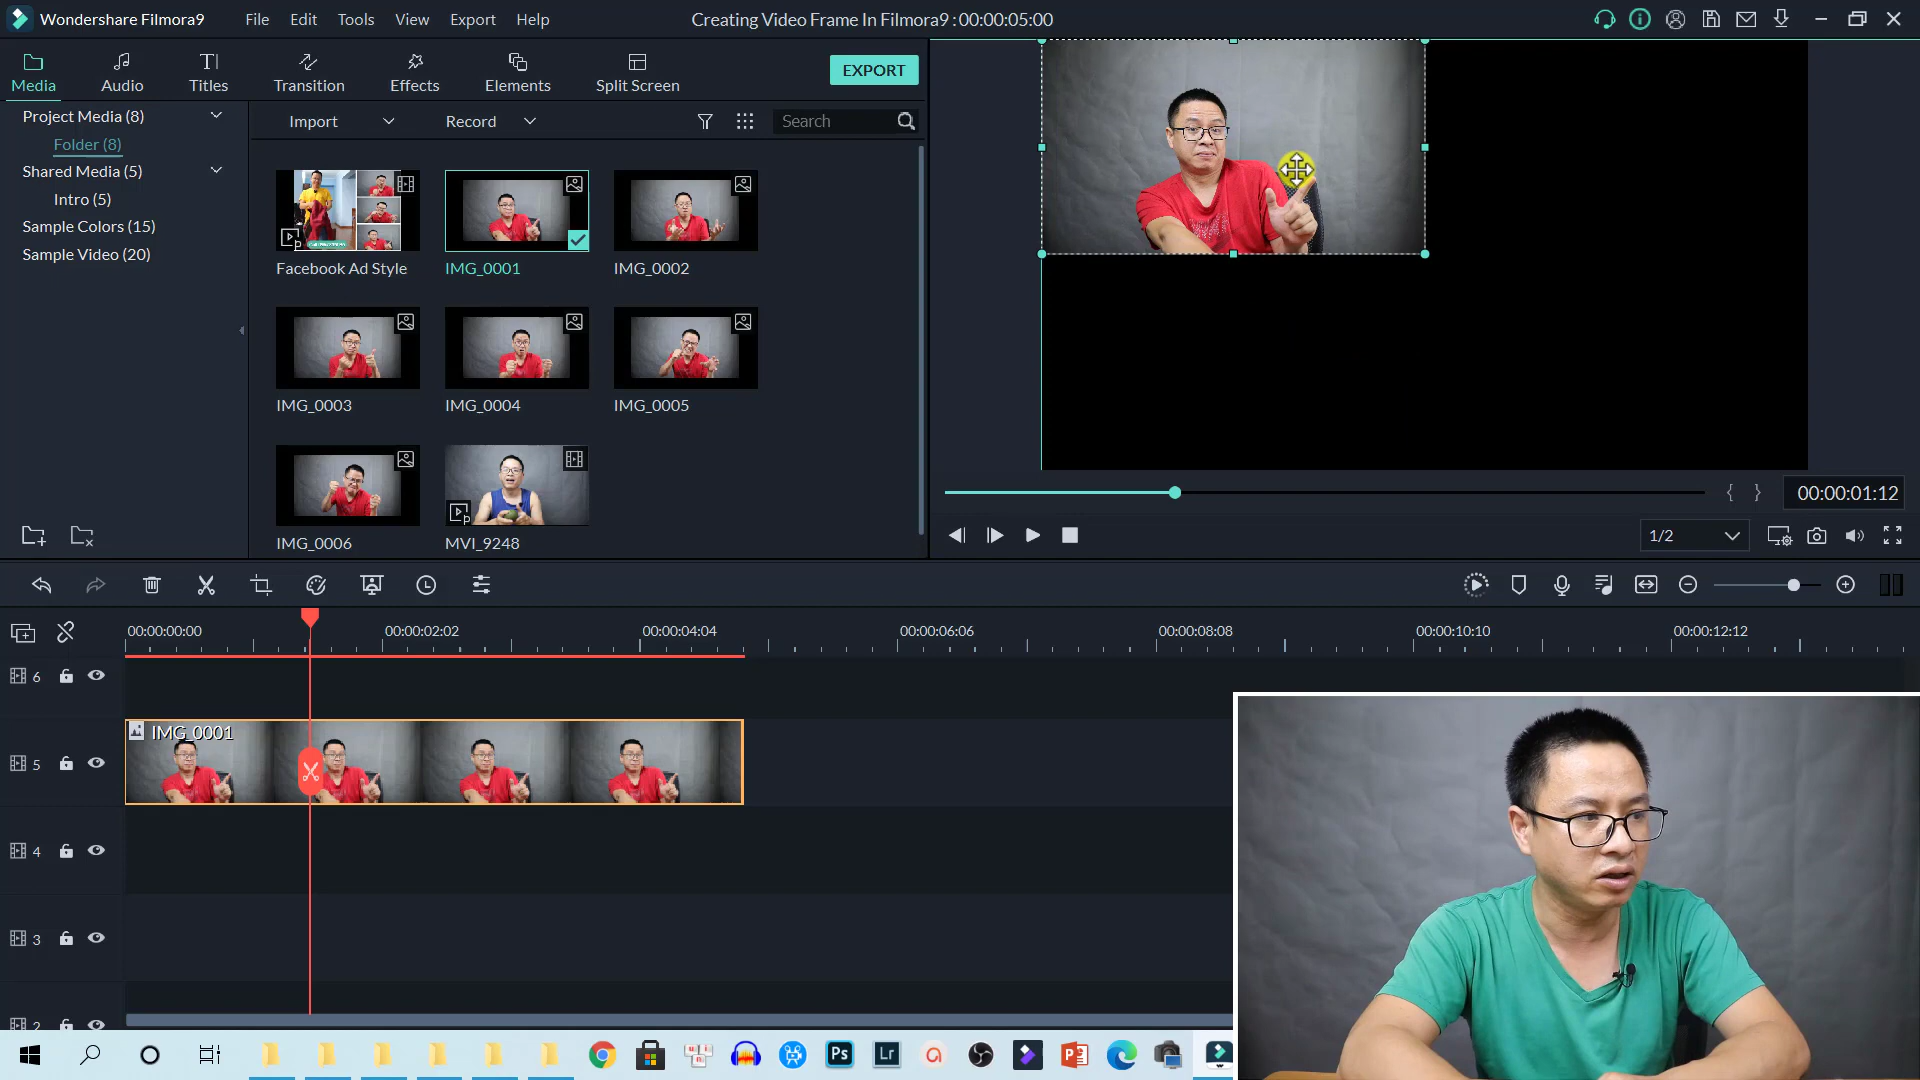 Wondershare Filmora9 File Edit Tools View Export Help Creating Video Frame In Filmora9 : 00:00:05:00
Media Audio Titles Transition Effects Elements Split Screen EXPORT
Project Media (8)
Folder (8)
Shared Media (5)
Intro (5)
Sample Colors (15)
Sample Video (20)
Import Record Search
Facebook Ad Style IMG_0001 IMG_0002
IMG_0003 IMG_0004 IMG_0005
IMG_0006 MVI_9248
00:00:01:12
1/2
00:00:00:00 00:00:02:02 00:00:04:04 00:00:06:06 00:00:08:08 00:00:10:10 00:00:12:12
6
IMG_0001
5
4
3
2
Ps Lr